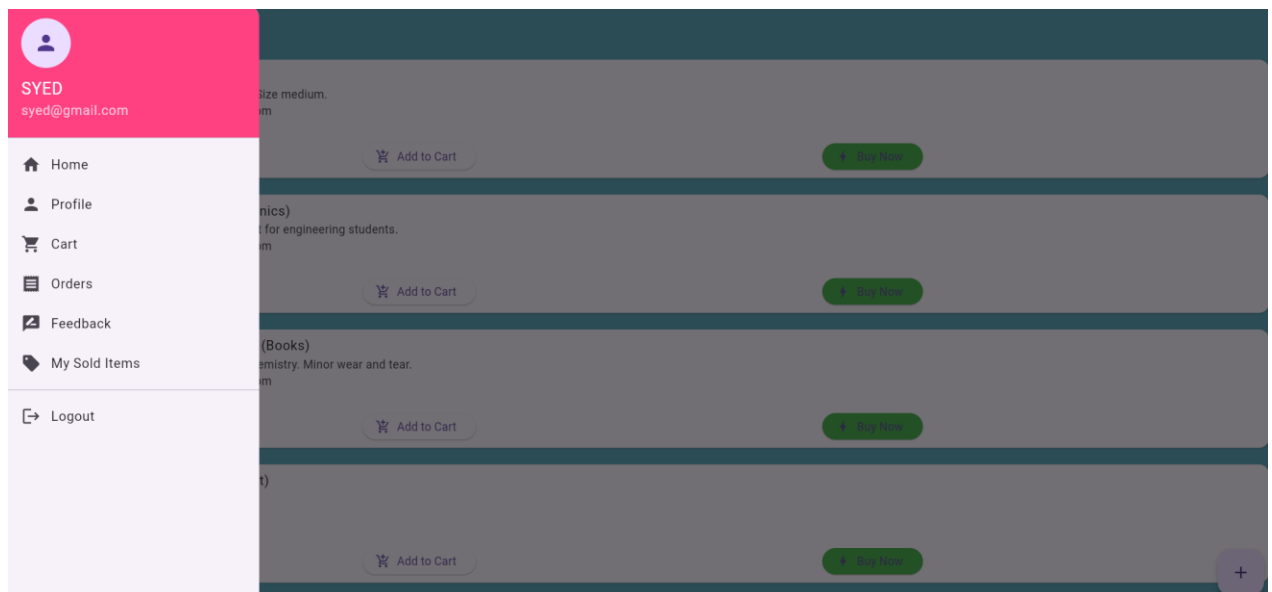 SYED
syed@gmail.com
Home
Profile
Cart
Orders
Feedback
My Sold Items
Logout
Size medium.
om
Add to Cart
Buy Now
nics)
t for engineering students.
om
Add to Cart
Buy Now
(Books)
emistry. Minor wear and tear.
om
Add to Cart
Buy Now
t)
Add to Cart
Buy Now
+